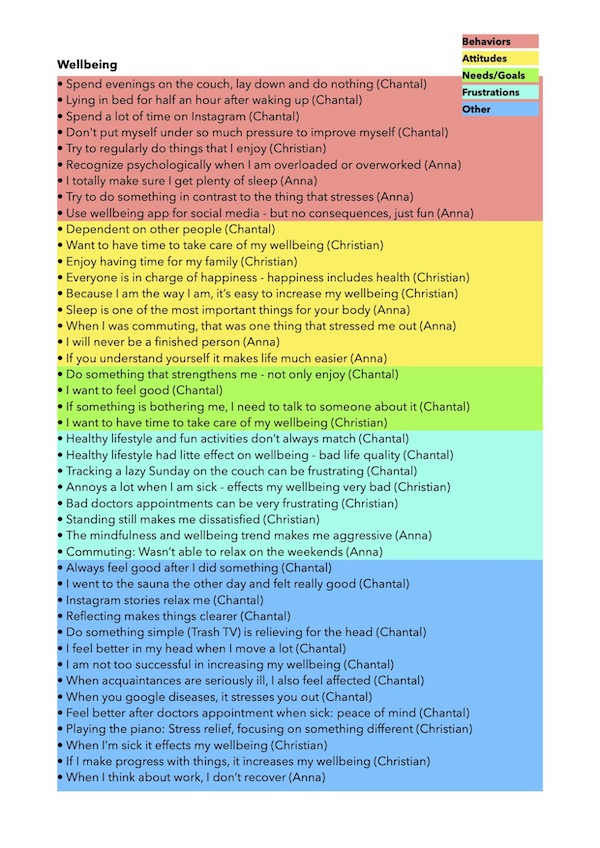 Behaviors
Attitudes
Needs/Goals
Frustrations
Other
Wellbeing
• Spend evenings on the couch, lay down and do nothing (Chantal)
• Lying in bed for half an hour after waking up (Chantal)
• Spend a lot of time on Instagram (Chantal)
• Don't put myself under so much pressure to improve myself (Chantal)
• Try to regularly do things that I enjoy (Christian)
• Recognize psychologically when I am overloaded or overworked (Anna)
• I totally make sure I get plenty of sleep (Anna)
• Try to do something in contrast to the thing that stresses (Anna)
• Use wellbeing app for social media - but no consequences, just fun (Anna)
• Dependent on other people (Chantal)
• Want to have time to take care of my wellbeing (Christian)
• Enjoy having time for my family (Christian)
• Everyone is in charge of happiness - happiness includes health (Christian)
• Because I am the way I am, it's easy to increase my wellbeing (Christian)
• Sleep is one of the most important things for your body (Anna)
• When I was commuting, that was one thing that stressed me out (Anna)
• I will never be a finished person (Anna)
• If you understand yourself it makes life much easier (Anna)
• Do something that strengthens me - not only enjoy (Chantal)
• I want to feel good (Chantal)
• If something is bothering me, I need to talk to someone about it (Chantal)
• I want to have time to take care of my wellbeing (Christian)
• Healthy lifestyle and fun activities don't always match (Chantal)
• Healthy lifestyle had litte effect on wellbeing - bad life quality (Chantal)
• Tracking a lazy Sunday on the couch can be frustrating (Chantal)
• Annoys a lot when I am sick - effects my wellbeing very bad (Christian)
• Bad doctors appointments can be very frustrating (Christian)
• Standing still makes me dissatisfied (Christian)
• The mindfulness and wellbeing trend makes me aggressive (Anna)
• Commuting: Wasn't able to relax on the weekends (Anna)
• Always feel good after I did something (Chantal)
• I went to the sauna the other day and felt really good (Chantal)
• Instagram stories relax me (Chantal)
• Reflecting makes things clearer (Chantal)
• Do something simple (Trash TV) is relieving for the head (Chantal)
• I feel better in my head when I move a lot (Chantal)
• I am not too successful in increasing my wellbeing (Chantal)
• When acquaintances are seriously ill, I also feel affected (Chantal)
• When you google diseases, it stresses you out (Chantal)
• Feel better after doctors appointment when sick: peace of mind (Chantal)
• Playing the piano: Stress relief, focusing on something different (Christian)
• When I'm sick it effects my wellbeing (Christian)
• If I make progress with things, it increases my wellbeing (Christian)
• When I think about work, I don't recover (Anna)